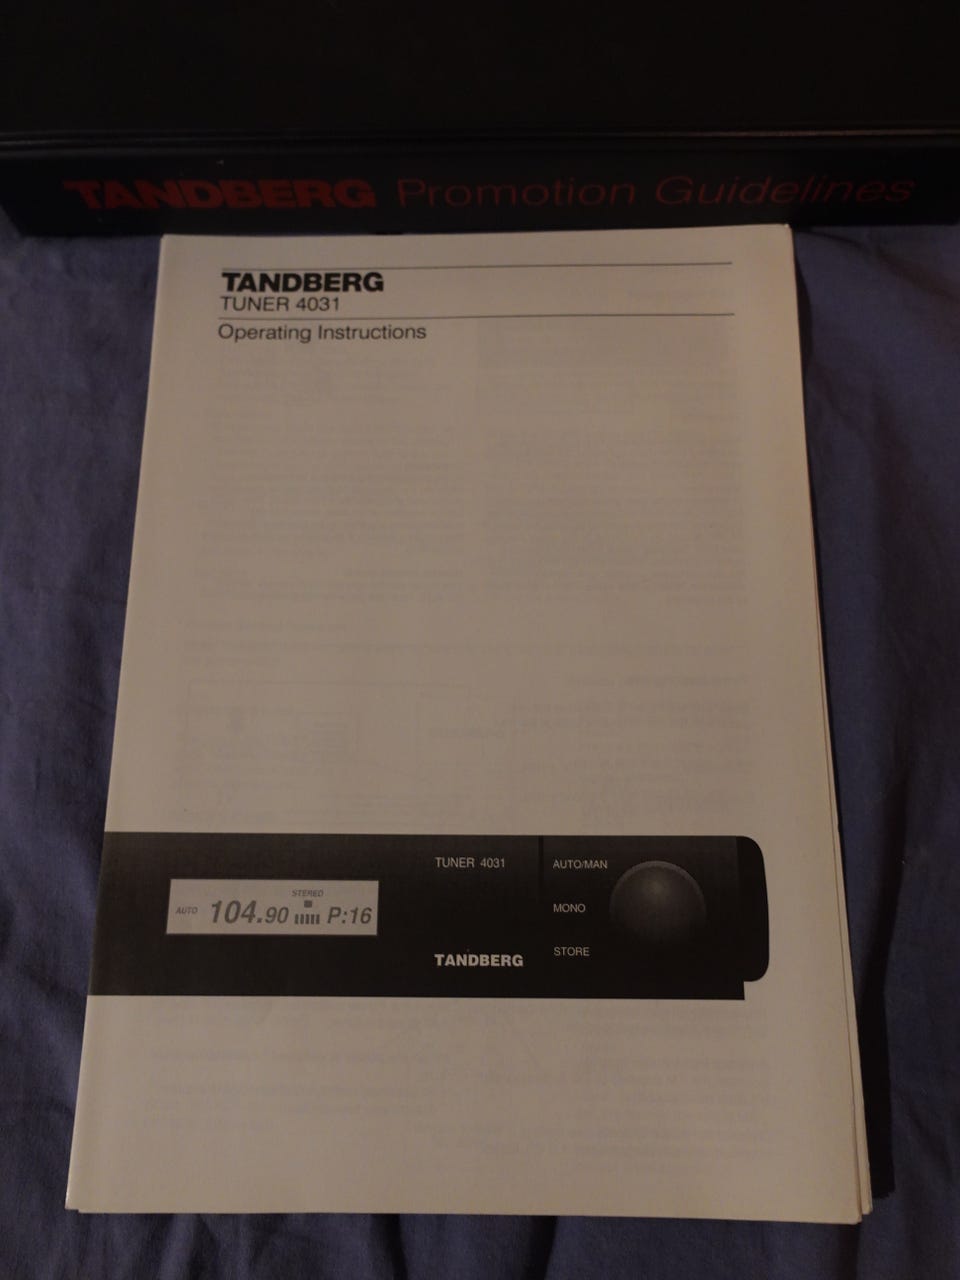 TANDBERG Promotion Guidelines
TANDBERG
TUNER 4031
Operating Instructions
TUNER 4031
AUTO/MAN
STEREO
AUTO 104.90 P:16
MONO
STORE
TANDBERG